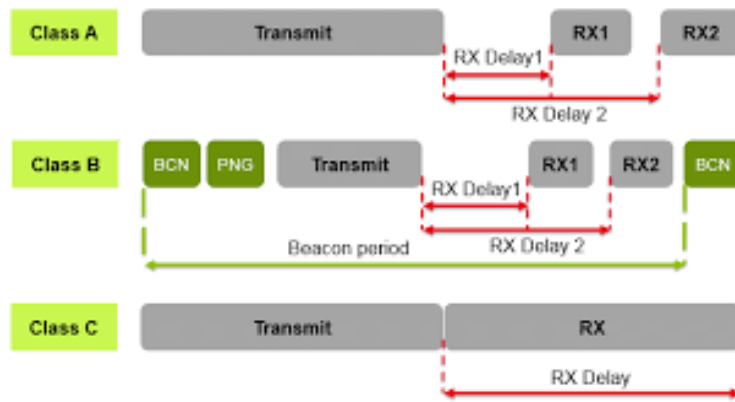 Class A Transmit RX1 RX2
RX Delay1
RX Delay 2
Class B BCN PNG Transmit RX1 RX2 BCN
RX Delay1
Beacon period RX Delay 2
Class C Transmit RX
RX Delay